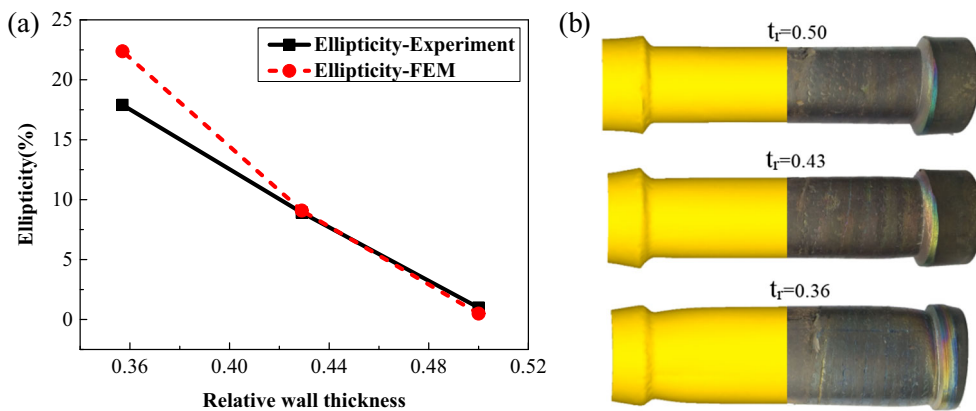 (a)
25
20
15
10
5
0
Ellipticity(%)
Ellipticity-Experiment
Ellipticity-FEM
0.36
0.40
0.44
0.48
0.52
Relative wall thickness
(b)
tr=0.50
tr=0.43
tr=0.36